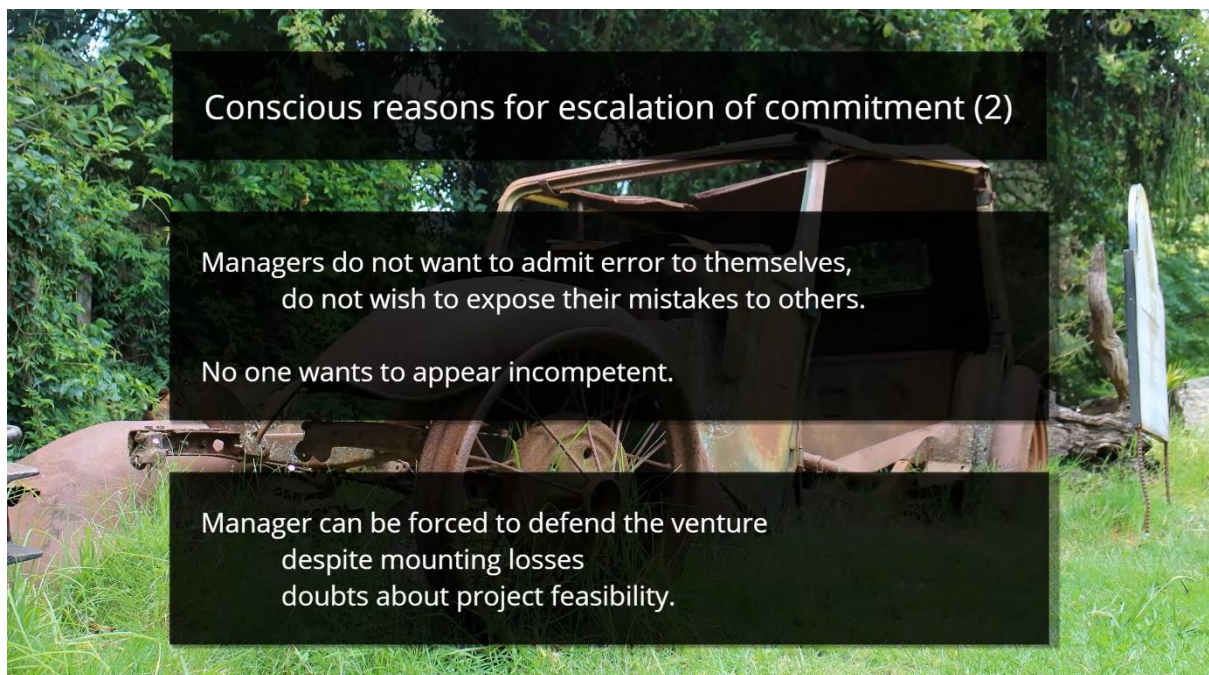 Conscious reasons for escalation of commitment (2)
Managers do not want to admit error to themselves,
do not wish to expose their mistakes to others.
No one wants to appear incompetent.
Manager can be forced to defend the venture
despite mounting losses
doubts about project feasibility.